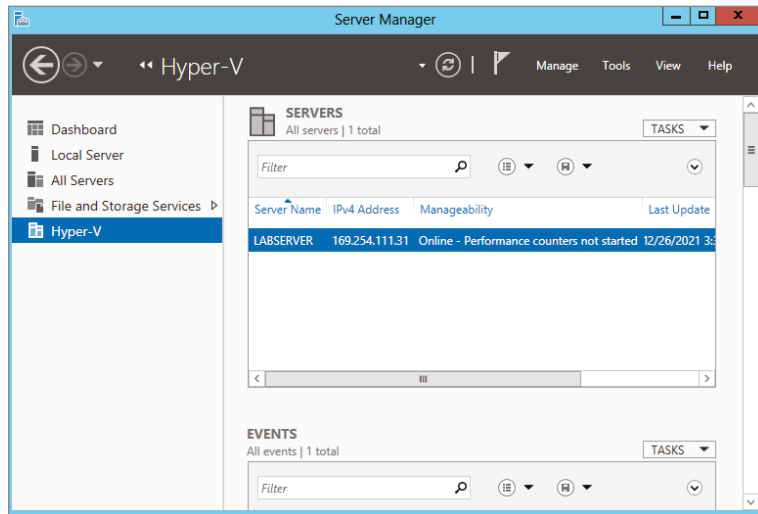 Server Manager
Hyper-V
Manage Tools View Help
Dashboard
Local Server
All Servers
File and Storage Services
Hyper-V
SERVERS
All servers | 1 total
TASKS
Filter
Server Name IPv4 Address Manageability Last Update
LABSERVER 169.254.111.31 Online - Performance counters not started 12/26/2021 3:
EVENTS
All events | 1 total
TASKS
Filter